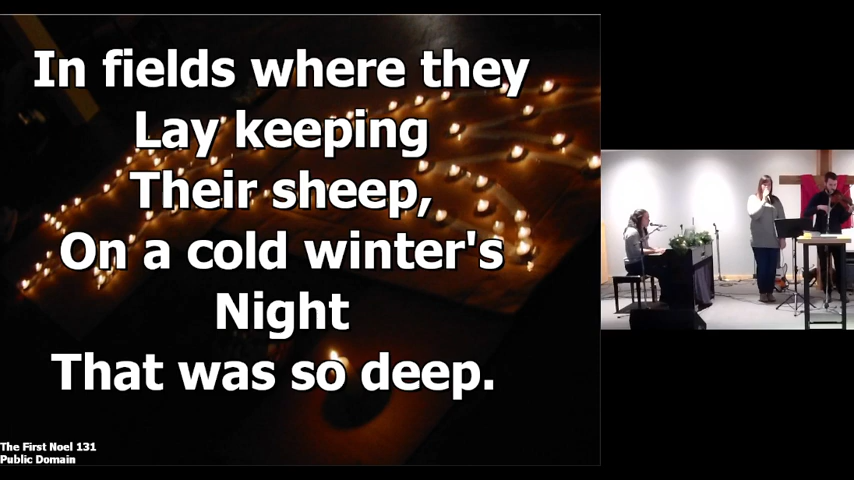 In fields where they
Lay keeping
Their sheep,
On a cold winter's
Night
That was so deep.
The First Noel 131
Public Domain